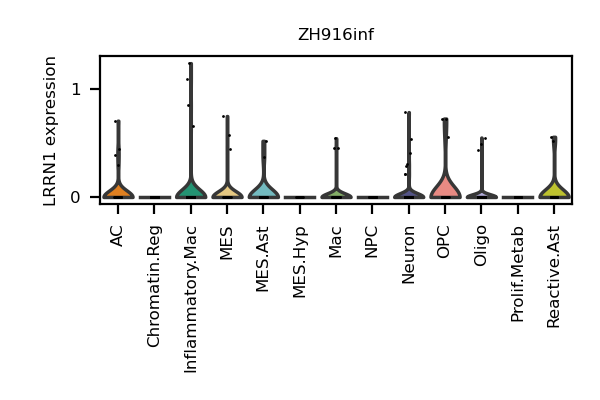 ZH916inf
LRRN1 expression
1
0
AC
Chromatin.Reg
Inflammatory.Mac
MES
MES.Ast
MES.Hyp
Mac
NPC
Neuron
OPC
Oligo
Prolif.Metab
Reactive.Ast